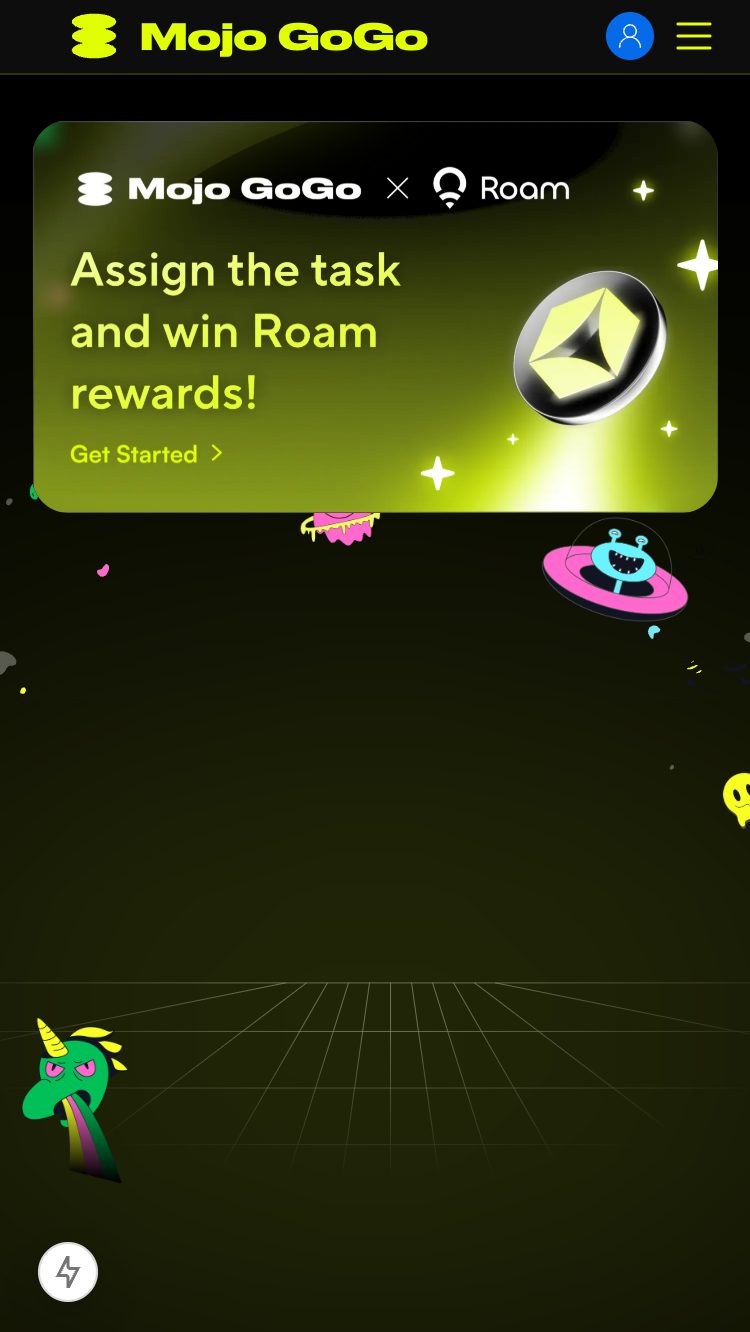 Mojo GoGo
Mojo GoGo × Roam
Assign the task
and win Roam
rewards!
Get Started >